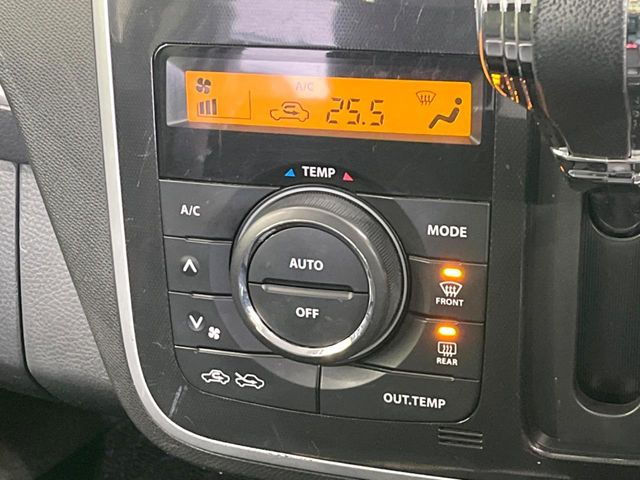 A/C
25.5
TEMP
A/C
MODE
AUTO
OFF
FRONT
REAR
OUT.TEMP